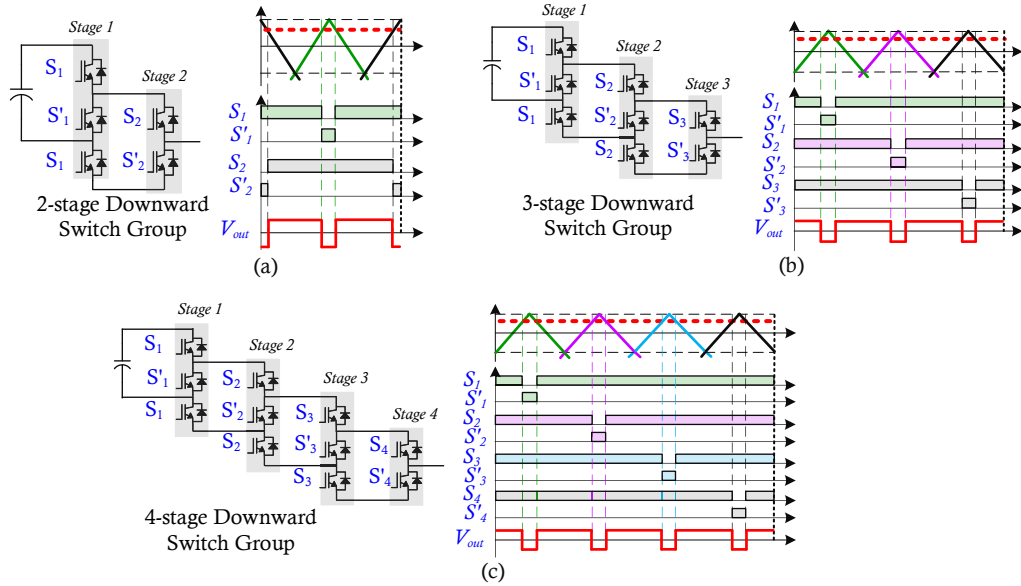 Stage 1
S1
Stage 2
S'1
S2
S1
S'2
2-stage Downward
Switch Group
S1
S'1
S2
S'2
Vout
(a)
Stage 1
S1
Stage 2
S'1
S2
Stage 3
S1
S'2
S3
S2
S'3
3-stage Downward
Switch Group
S1
S'1
S2
S'2
S3
S'3
Vout
(b)
Stage 1
S1
Stage 2
S'1
S2
Stage 3
S1
S'2
S3
Stage 4
S2
S'3
S4
S3
S'4
4-stage Downward
Switch Group
S1
S'1
S2
S'2
S3
S'3
S4
S'4
Vout
(c)